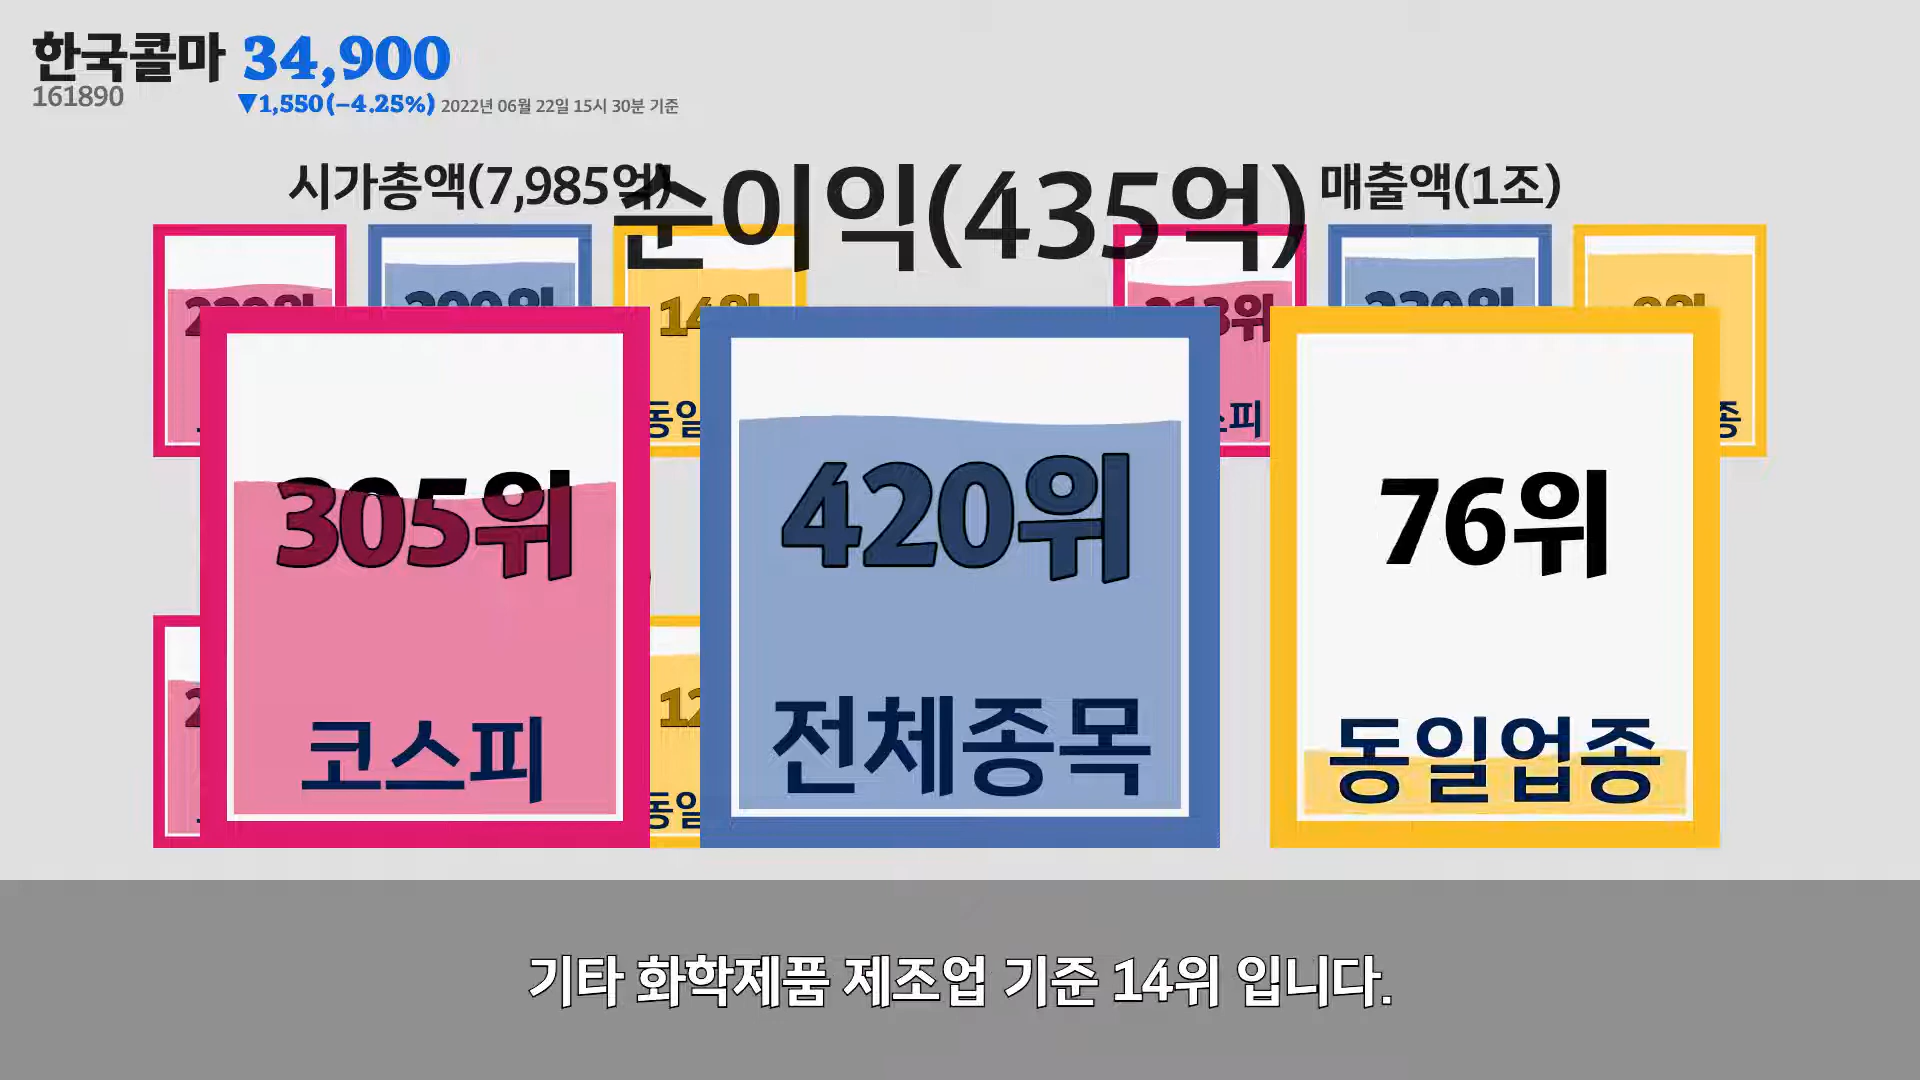 한국콜마 34,900
161890
▼1,550(-4.25%) 2022년 06월 22일 15시 30분 기준
시가총액(7,985억)
순이익(435억)
매출액(1조)
305위
420위
76위
코스피
전체종목
동일업종
기타 화학제품 제조업 기준 14위 입니다.